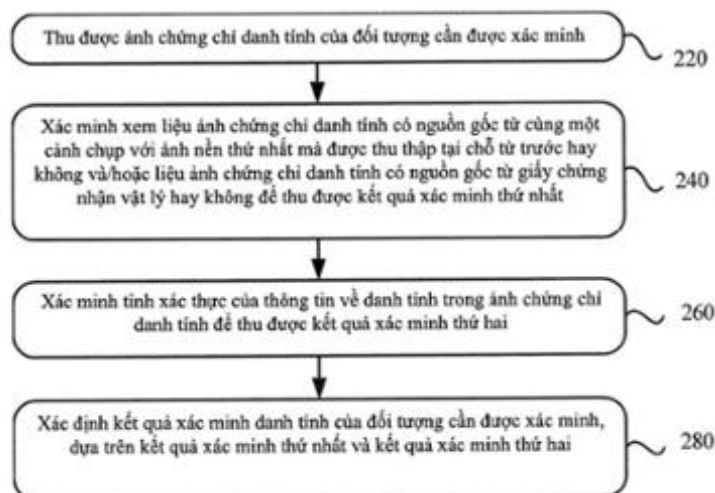 Thu được ảnh chứng chỉ danh tính của đối tượng cần được xác minh
220
Xác minh xem liệu ảnh chứng chỉ danh tính có nguồn gốc từ cùng một
cảnh chụp với ảnh nền thứ nhất mà được thu thập tại chỗ từ trước hay
không và/hoặc liệu ảnh chứng chỉ danh tính có nguồn gốc từ giấy chứng
nhận vật lý hay không để thu được kết quả xác minh thứ nhất
240
Xác minh tính xác thực của thông tin về danh tính trong ảnh chứng chỉ
danh tính để thu được kết quả xác minh thứ hai
260
Xác định kết quả xác minh danh tính của đối tượng cần được xác minh,
dựa trên kết quả xác minh thứ nhất và kết quả xác minh thứ hai
280